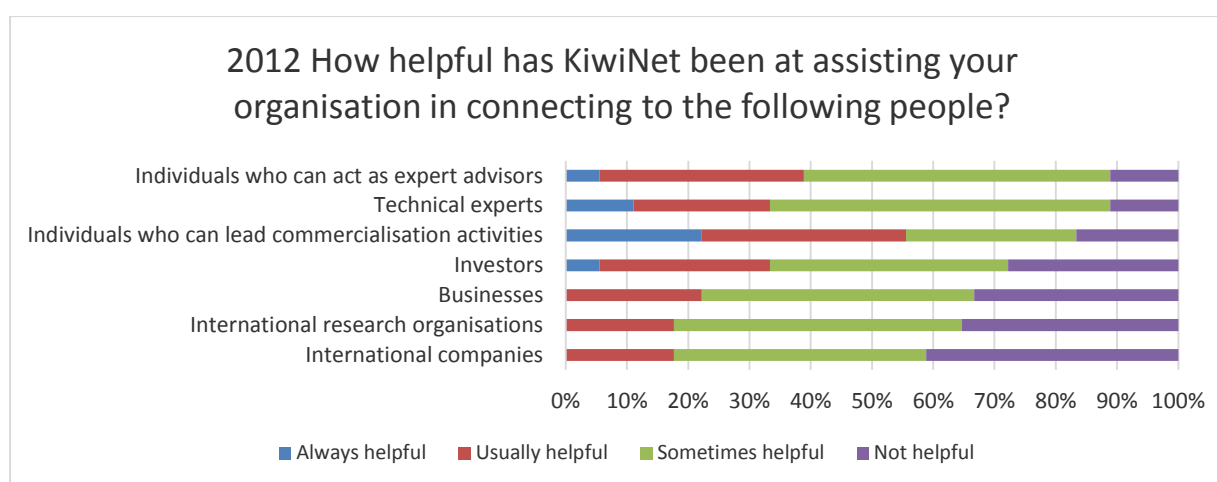 2012 How helpful has KiwiNet been at assisting your
organisation in connecting to the following people?
Individuals who can act as expert advisors
Technical experts
Individuals who can lead commercialisation activities
Investors
Businesses
International research organisations
International companies
0% 10% 20% 30% 40% 50% 60% 70% 80% 90% 100%
Always helpful Usually helpful Sometimes helpful Not helpful